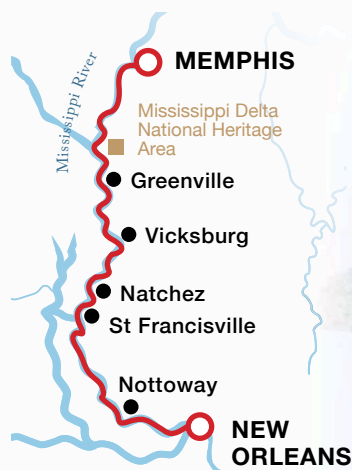 MEMPHIS
Mississippi River
Mississippi Delta
National Heritage
Area
Greenville
Vicksburg
Natchez
St Francisville
Nottoway
NEW
ORLEANS